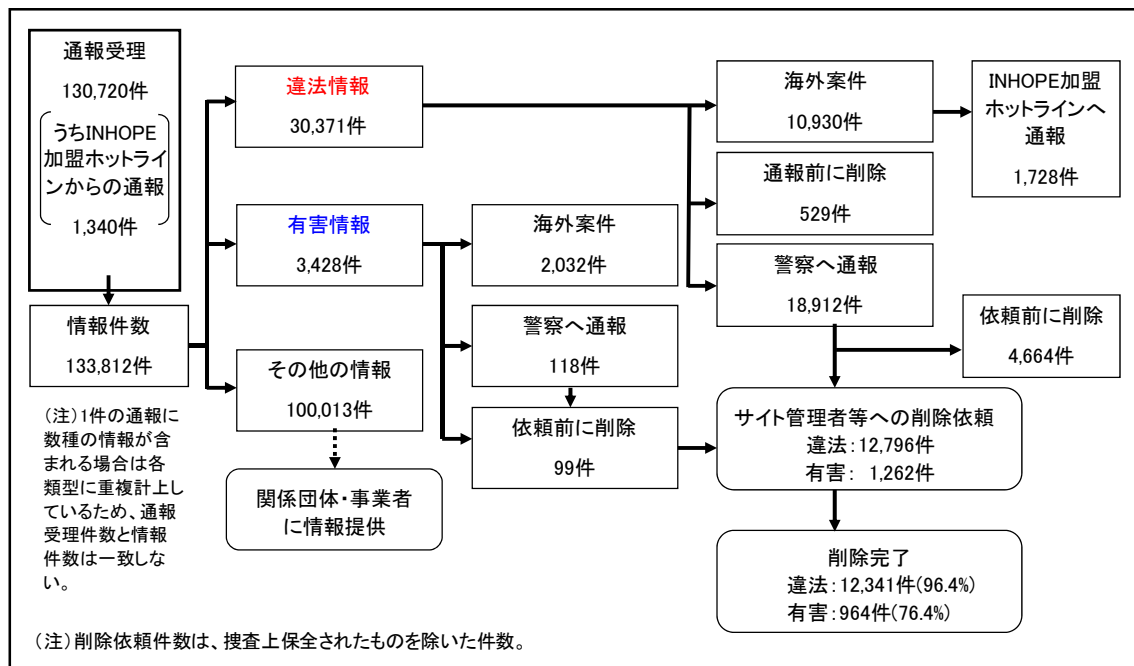 通報受理
130,720件
うちINHOPE
加盟ホットライ
ンからの通報
1,340件
情報件数
133,812件
(注)1件の通報に
数種の情報が含
まれる場合は各
類型に重複計上し
ているため、通報
受理件数と情報
件数は一致しな
い。
違法情報
30,371件
有害情報
3,428件
その他の情報
100,013件
関係団体・事業者
に情報提供
海外案件
2,032件
警察へ通報
118件
依頼前に削除
99件
海外案件
10,930件
通報前に削除
529件
警察へ通報
18,912件
INHOPE加盟
ホットラインへ
通報
1,728件
依頼前に削除
4,664件
サイト管理者等への削除依頼
違法:12,796件
有害: 1,262件
削除完了
違法:12,341件(96.4%)
有害:964件(76.4%)
(注)削除依頼件数は、捜査上保全されたものを除いた件数。